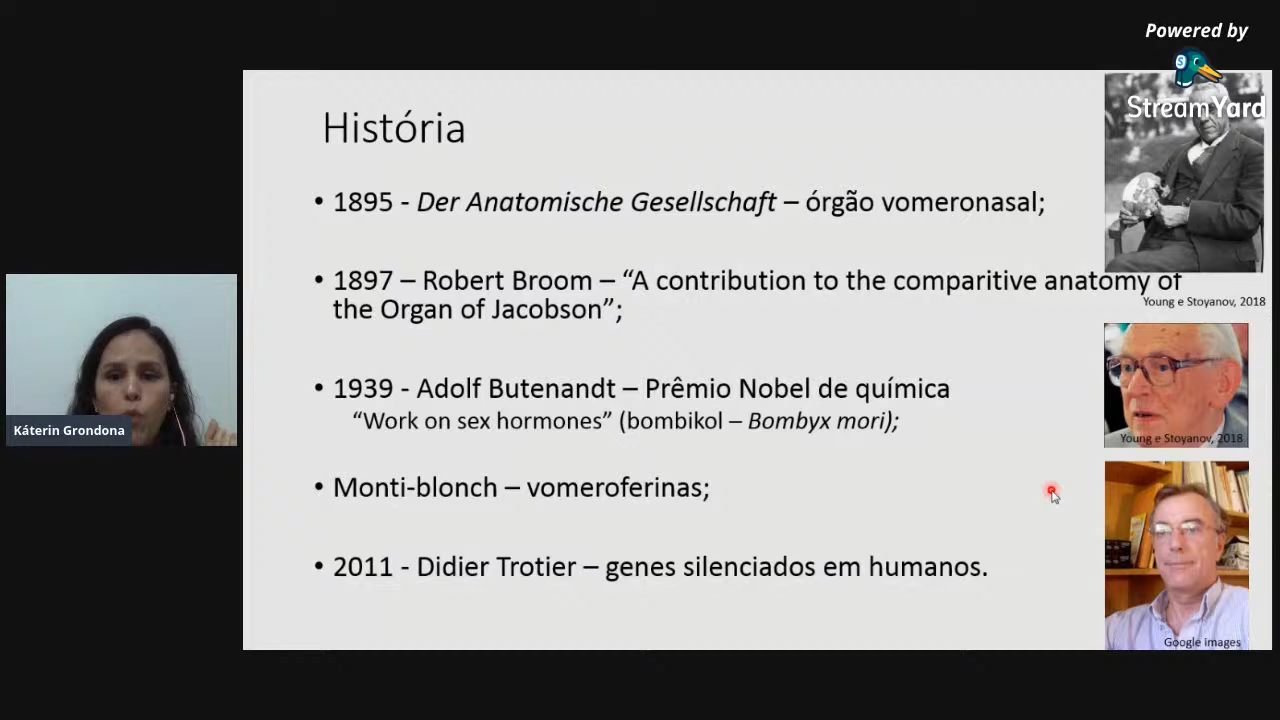 Powered by
StreamYard
História
• 1895 - Der Anatomische Gesellschaft – órgão vomeronasal;
• 1897 – Robert Broom – “A contribution to the comparitive anatomy of
the Organ of Jacobson”;
Young e Stoyanov, 2018
• 1939 - Adolf Butenandt – Prêmio Nobel de química
“Work on sex hormones” (bombikol – Bombyx mori);
Káterin Grondona
Young e Stoyanov, 2018
• Monti-blonch – vomeroferinas;
• 2011 - Didier Trotier – genes silenciados em humanos.
Google images